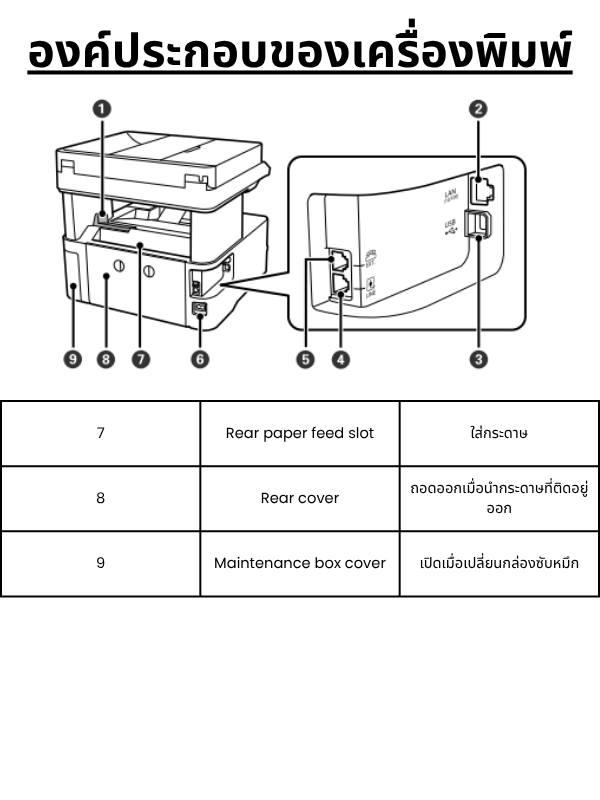 องค์ประกอบของเครื่องพิมพ์
1
2
LAN
USB
EXT.
LINE
5
4
3
9
8
7
6
7 Rear paper feed slot ใส่กระดาษ
8 Rear cover ถอดออกเมื่อนำกระดาษที่ติดอยู่
ออก
9 Maintenance box cover เปิดเมื่อเปลี่ยนกล่องซับหมึก